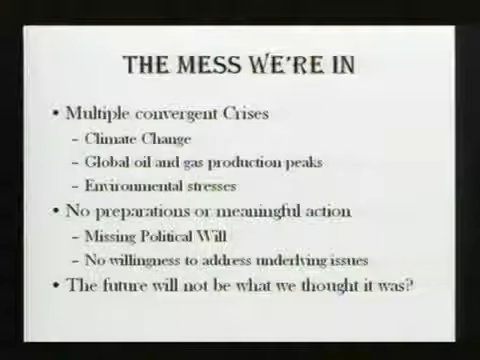 THE MESS WE'RE IN
• Multiple convergent Crises
– Climate Change
– Global oil and gas production peaks
– Environmental stresses
• No preparations or meaningful action
– Missing Political Will
– No willingness to address underlying issues
• The future will not be what we thought it was?